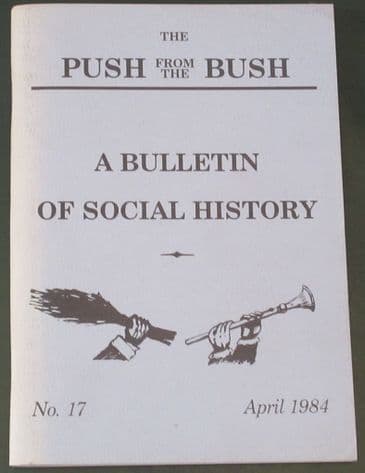 THE
PUSH FROM THE BUSH
A BULLETIN
OF SOCIAL HISTORY
No. 17 April 1984